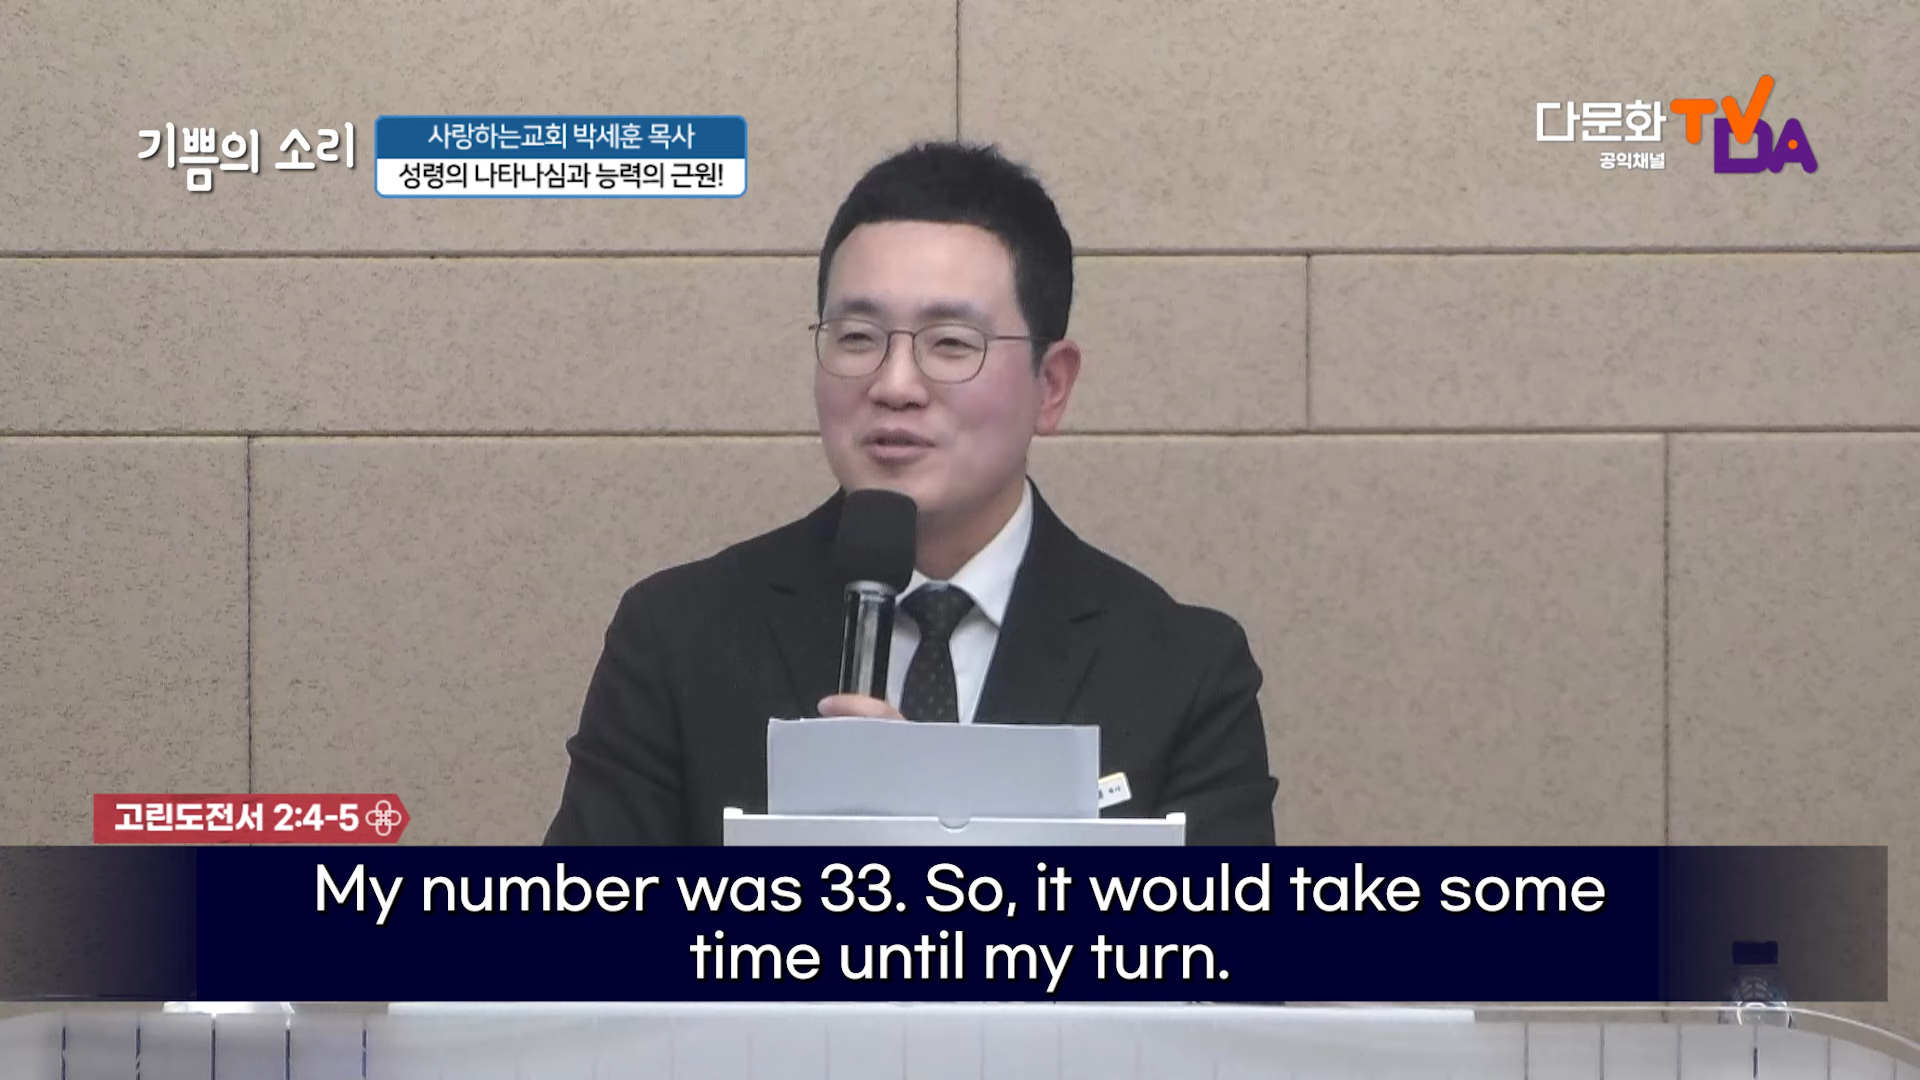 기쁨의 소리
사랑하는교회 박세훈 목사
성령의 나타나심과 능력의 근원!
다문화 TV
DA
공익채널
고린도전서 2:4-5
My number was 33. So, it would take some
time until my turn.